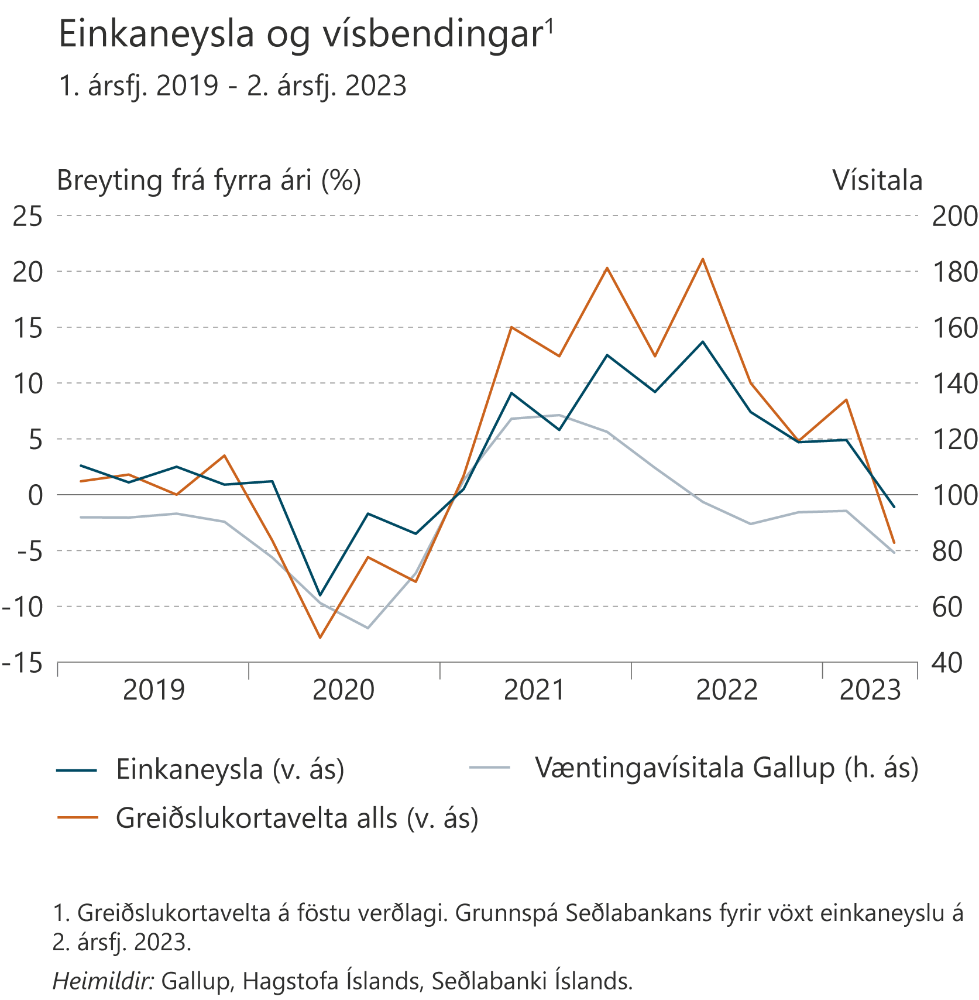 Einkaneysla og vísbendingar¹
1. ársfj. 2019 - 2. ársfj. 2023
Breyting frá fyrra ári (%)
Vísitala
25
200
20
180
15
160
10
140
5
120
0
100
-5
80
-10
60
-15
40
2019
2020
2021
2022
2023
Einkaneysla (v. ás)
Væntingavísitala Gallup (h. ás)
Greiðslukortavelta alls (v. ás)
1. Greiðslukortavelta á föstu verðlagi. Grunnspá Seðlabankans fyrir vöxt einkaneyslu á
2. ársfj. 2023.
Heimildir: Gallup, Hagstofa Íslands, Seðlabanki Íslands.